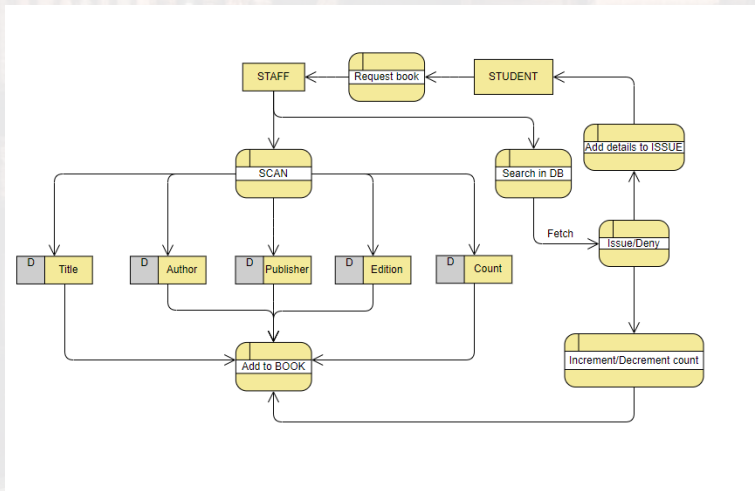 STAFF
Request book
STUDENT
Add details to ISSUE
SCAN
Search in DB
Fetch
Issue/Deny
D
Title
D
Author
D
Publisher
D
Edition
D
Count
Add to BOOK
Increment/Decrement count